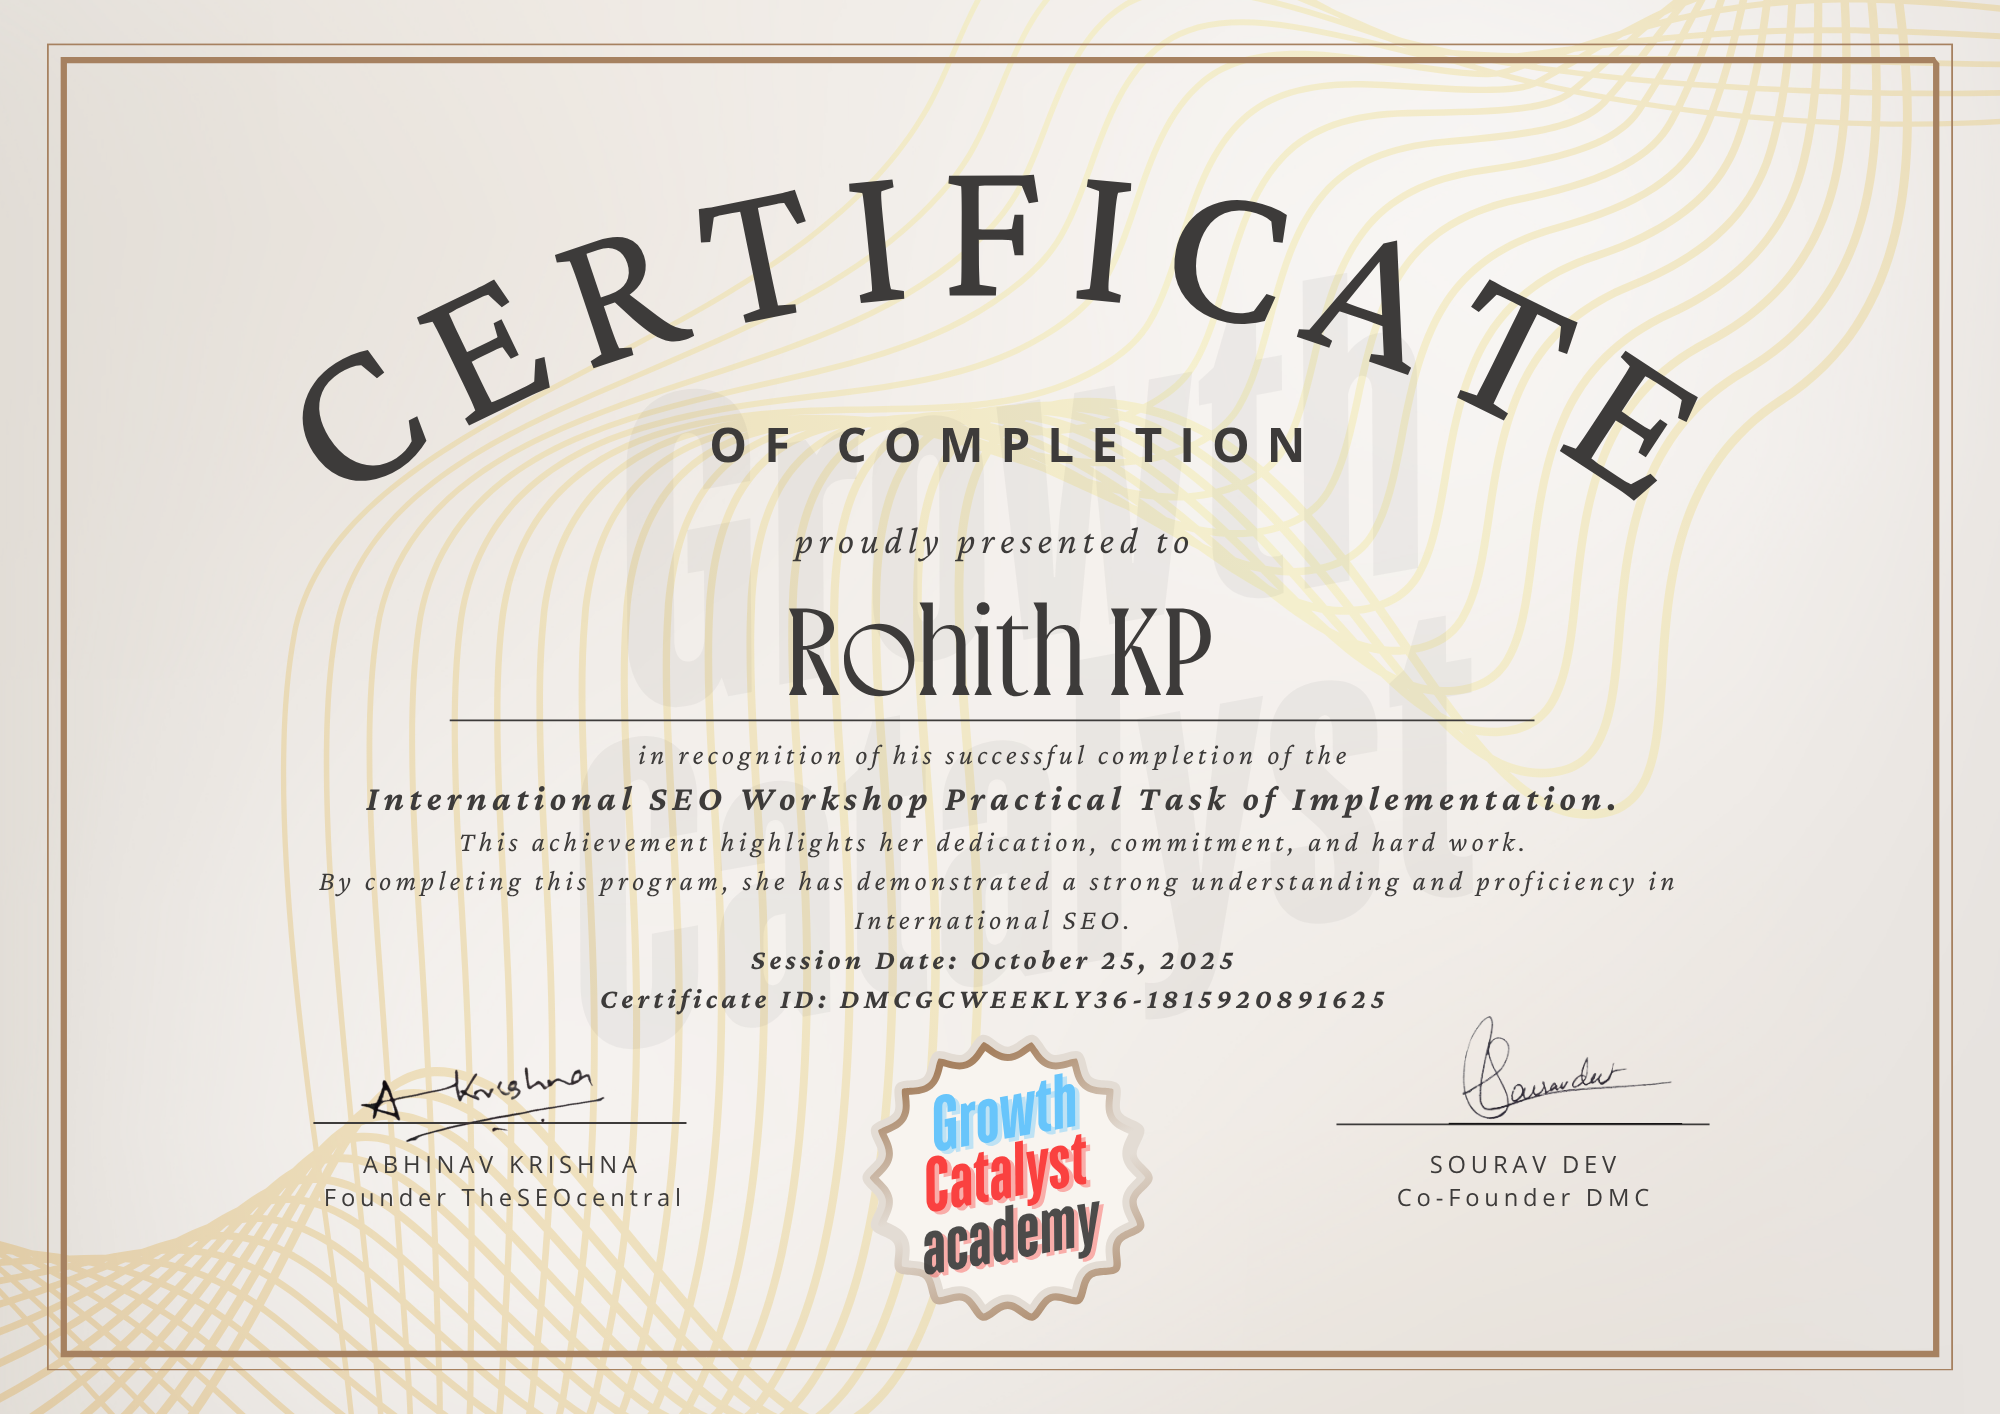 CERTIFICATE
OF COMPLETION
proudly presented to
Rohith KP
in recognition of his successful completion of the
International SEO Workshop Practical Task of Implementation.
This achievement highlights her dedication, commitment, and hard work.
By completing this program, she has demonstrated a strong understanding and proficiency in
International SEO.
Session Date: October 25, 2025
Certificate ID: DMCGCWEEKLY36-1815920891625
Growth
Catalyst
A Krishna
Souravdev
ABHINAV KRISHNA
Founder TheSEOcentral
Growth
Catalyst
academy
SOURAV DEV
Co-Founder DMC